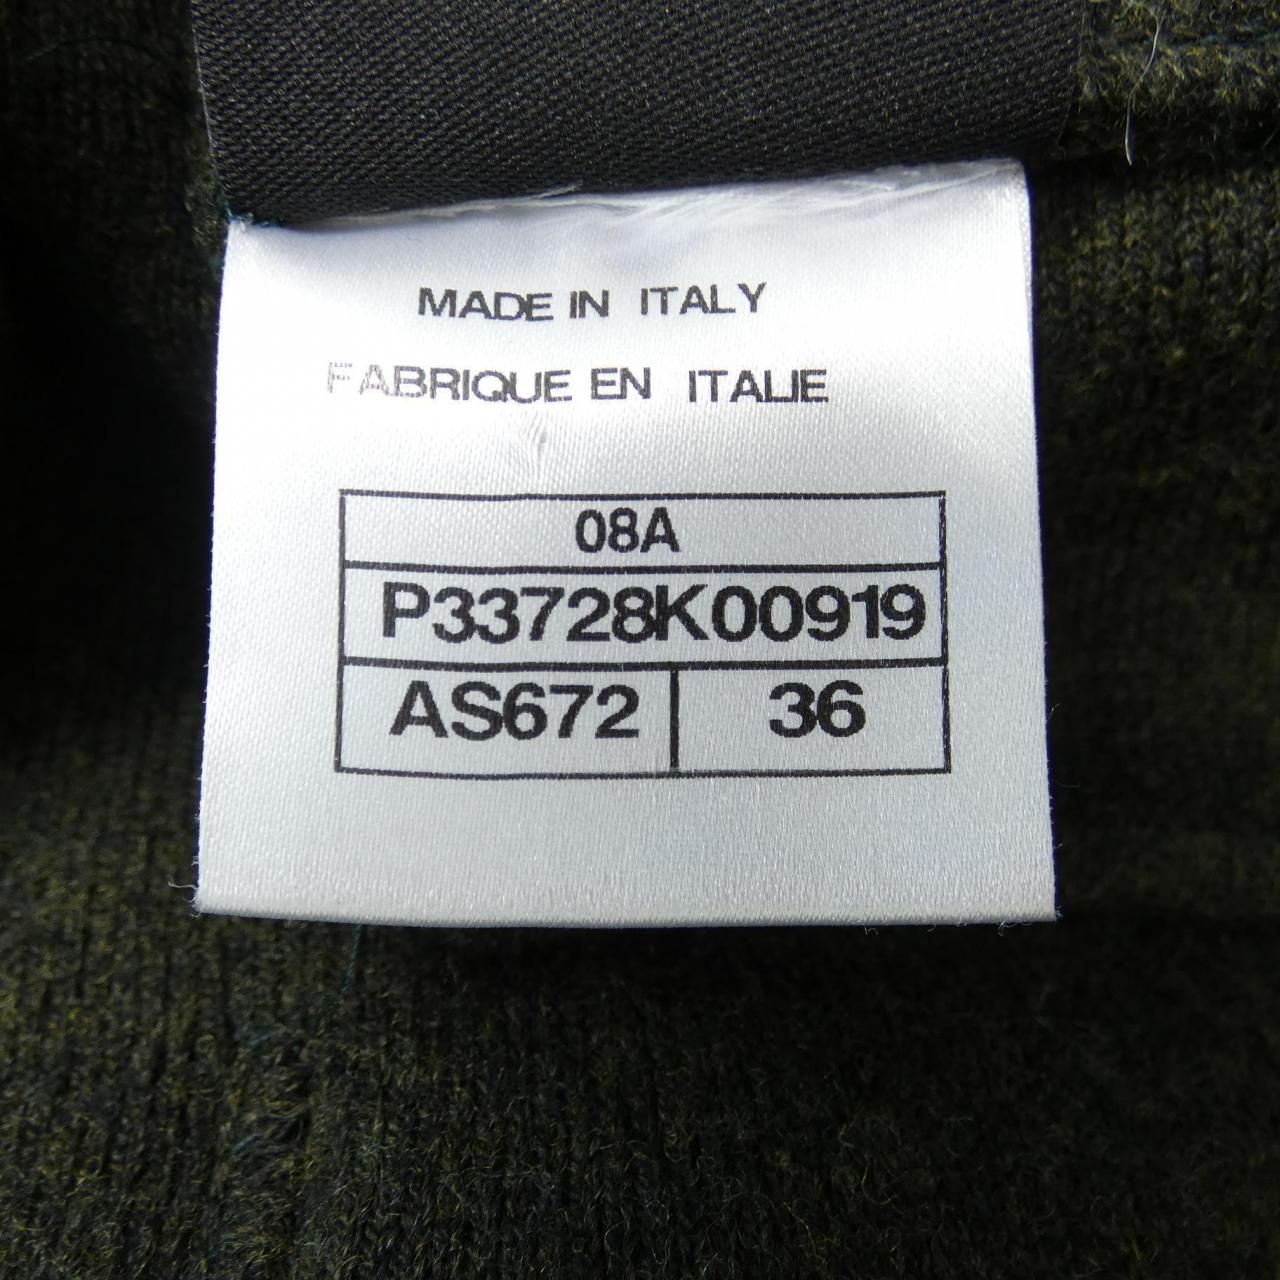 MADE IN ITALY
FABRIQUE EN ITALIE
08A
P33728K00919
AS672 36